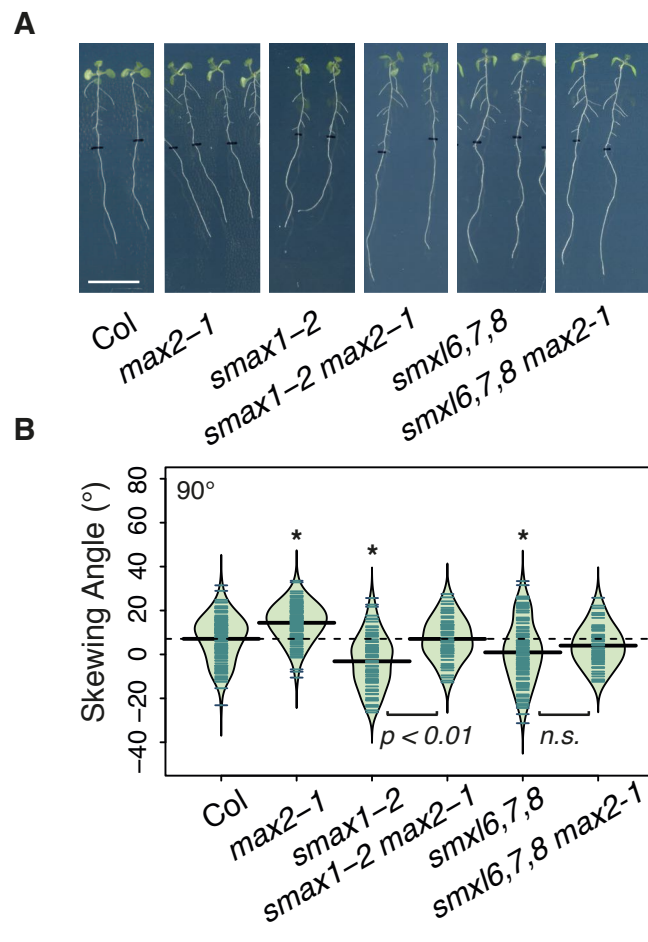 A
Col
max2–1
smax1–2
smax1–2 max2–1
smxl6,7,8
smxl6,7,8 max2-1
B
Skewing Angle (°)
80
60
40
20
0
−20
−40
90°
*
*
*
p < 0.01
n.s.
Col
max2–1
smax1–2
smax1–2 max2–1
smxl6,7,8
smxl6,7,8 max2-1